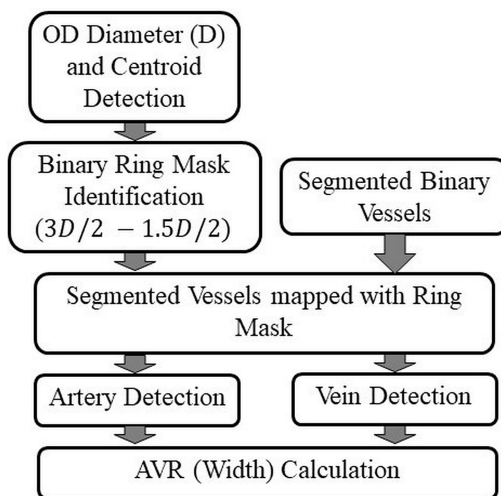 OD Diameter (D)
and Centroid
Detection
Binary Ring Mask
Identification
(3D/2 − 1.5D/2)
Segmented Binary
Vessels
Segmented Vessels mapped with Ring
Mask
Artery Detection
Vein Detection
AVR (Width) Calculation